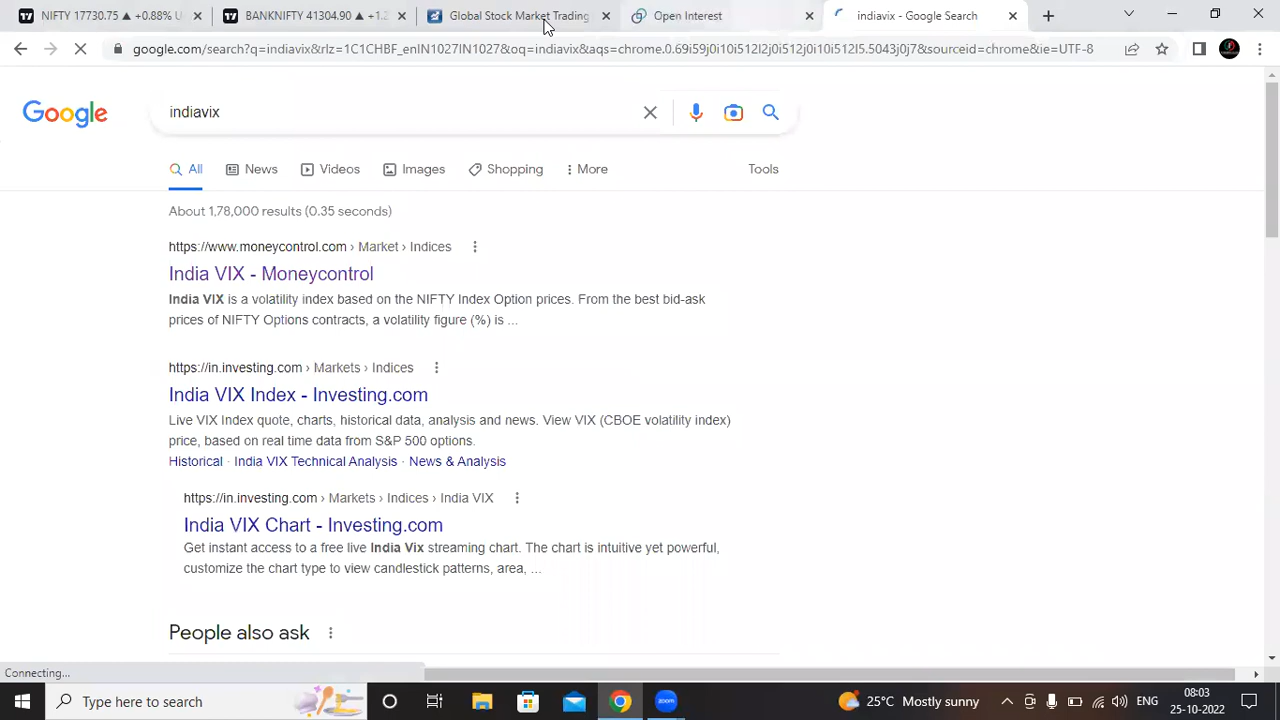 NIFTY 17730.75 ▲ +0.88% U
BANKNIFTY 41304.90 ▲ +1.
Global Stock Market Trading
Open Interest
indiavix - Google Search
google.com/search?q=indiavix&rlz=1C1CHBF_enIN1027IN1027&oq=indiavix&aqs=chrome.0.69i59j0i10i512l2j0i512j0i10i512l5.5043j0j7&sourceid=chrome&ie=UTF-8
Google
indiavix
All News Videos Images Shopping More Tools
About 1,78,000 results (0.35 seconds)
https://www.moneycontrol.com › Market › Indices
India VIX - Moneycontrol
India VIX is a volatility index based on the NIFTY Index Option prices. From the best bid-ask
prices of NIFTY Options contracts, a volatility figure (%) is ...
https://in.investing.com › Markets › Indices
India VIX Index - Investing.com
Live VIX Index quote, charts, historical data, analysis and news. View VIX (CBOE volatility index)
price, based on real time data from S&P 500 options.
Historical · India VIX Technical Analysis · News & Analysis
https://in.investing.com › Markets › Indices › India VIX
India VIX Chart - Investing.com
Get instant access to a free live India Vix streaming chart. The chart is intuitive yet powerful,
customize the chart type to view candlestick patterns, area, ...
People also ask
Connecting...
Type here to search
zoom
25°C Mostly sunny
ENG
08:03
25-10-2022